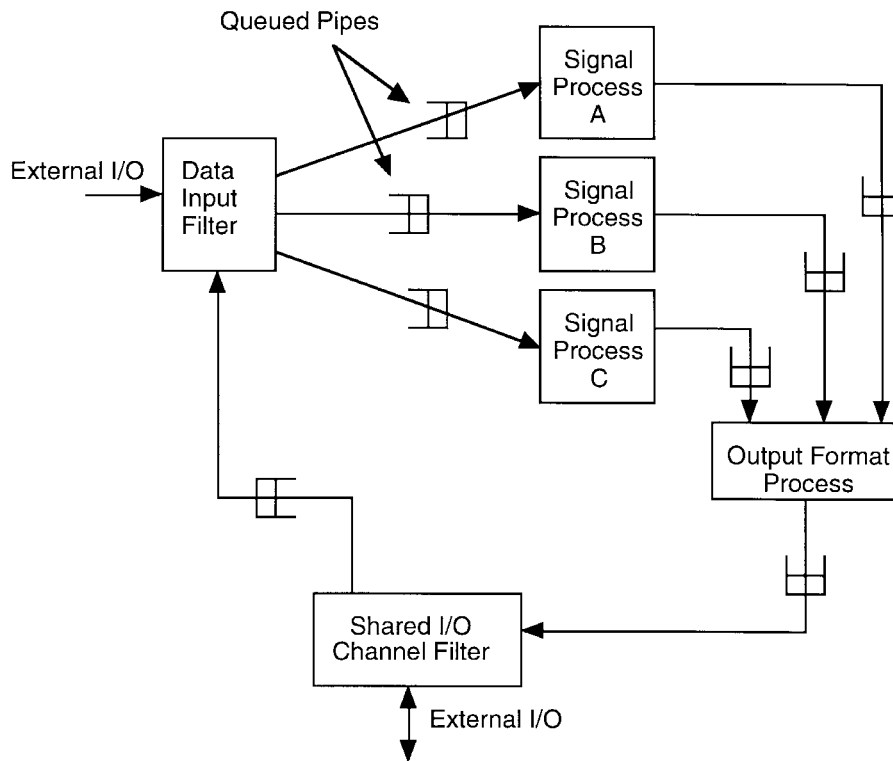 Queued Pipes
Signal
Process
A
External I/O
Data
Input
Filter
Signal
Process
B
Signal
Process
C
Output Format
Process
Shared I/O
Channel Filter
External I/O